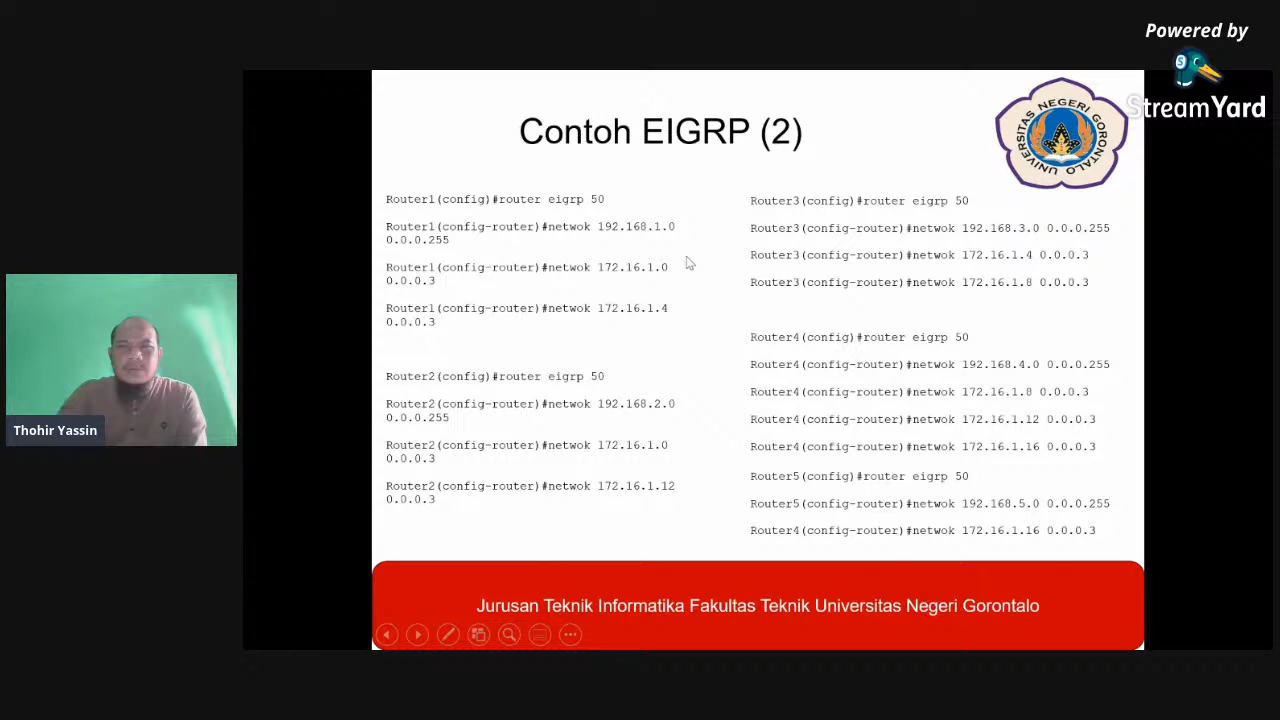 Powered by
StreamYard
Contoh EIGRP (2)
UNIVERSITAS NEGERI GORONTALO
Router1(config)#router eigrp 50
Router1(config-router)#netwok 192.168.1.0
0.0.0.255
Router1(config-router)#netwok 172.16.1.0
0.0.0.3
Router1(config-router)#netwok 172.16.1.4
0.0.0.3
Router2(config)#router eigrp 50
Router2(config-router)#netwok 192.168.2.0
0.0.0.255
Router2(config-router)#netwok 172.16.1.0
0.0.0.3
Router2(config-router)#netwok 172.16.1.12
0.0.0.3
Router3(config)#router eigrp 50
Router3(config-router)#netwok 192.168.3.0 0.0.0.255
Router3(config-router)#netwok 172.16.1.4 0.0.0.3
Router3(config-router)#netwok 172.16.1.8 0.0.0.3
Router4(config)#router eigrp 50
Router4(config-router)#netwok 192.168.4.0 0.0.0.255
Router4(config-router)#netwok 172.16.1.8 0.0.0.3
Router4(config-router)#netwok 172.16.1.12 0.0.0.3
Router4(config-router)#netwok 172.16.1.16 0.0.0.3
Router5(config)#router eigrp 50
Router5(config-router)#netwok 192.168.5.0 0.0.0.255
Router4(config-router)#netwok 172.16.1.16 0.0.0.3
Thohir Yassin
Jurusan Teknik Informatika Fakultas Teknik Universitas Negeri Gorontalo